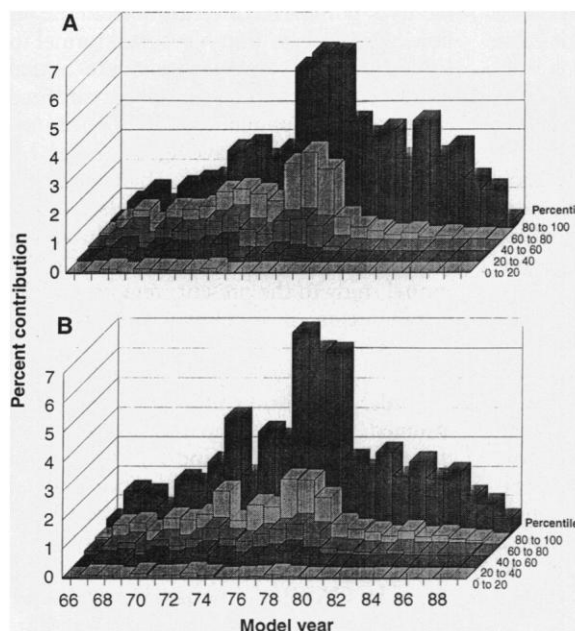 A
7
6
5
4
3
2
1
0
Percentil
80 to 100
60 to 80
40 to 60
20 to 40
0 to 20
Percent contribution
B
7
6
5
4
3
2
1
0
Percentile
80 to 100
60 to 80
40 to 60
20 to 40
0 to 20
66 68 70 72 74 76 78 80 82 84 86 88
Model year